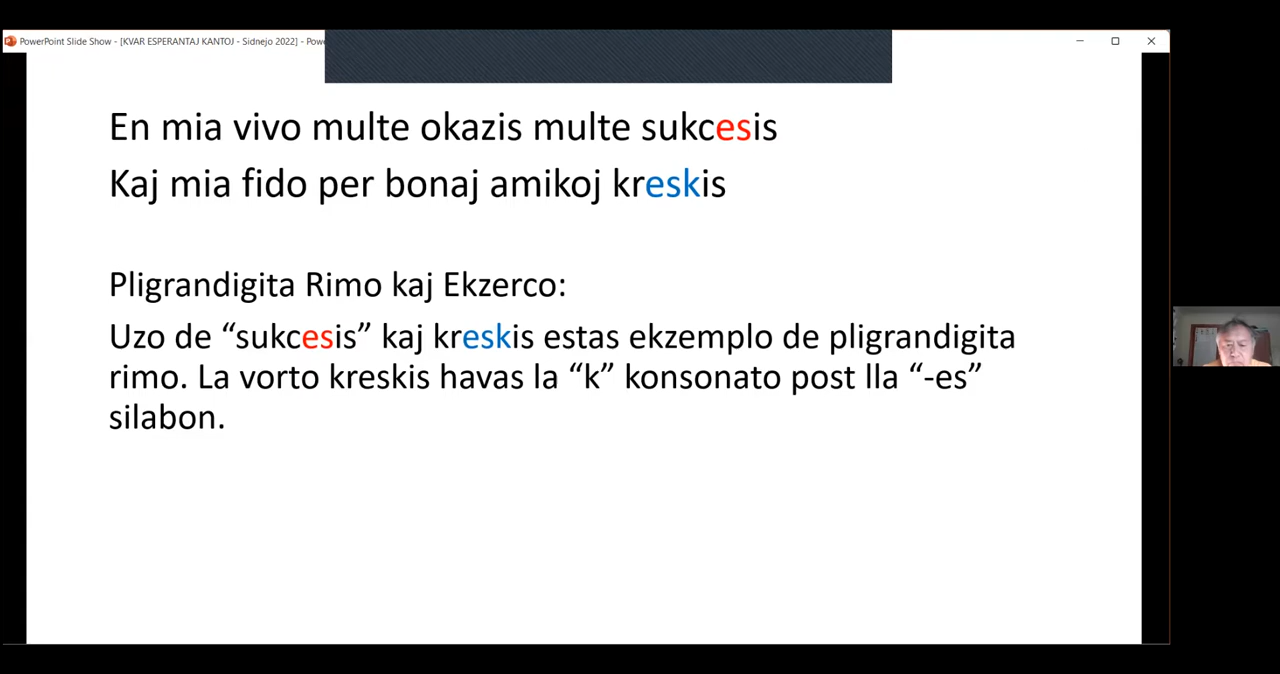 PowerPoint Slide Show - [KVAR ESPERANTAJ KANTOJ - Sidnejo 2022] - Pow
En mia vivo multe okazis multe sukcesis
Kaj mia fido per bonaj amikoj kreskis
Pligrandigita Rimo kaj Ekzerco:
Uzo de “sukcesis” kaj kreskis estas ekzemplo de pligrandigita
rimo. La vorto kreskis havas la “k” konsonato post lla “-es”
silabon.